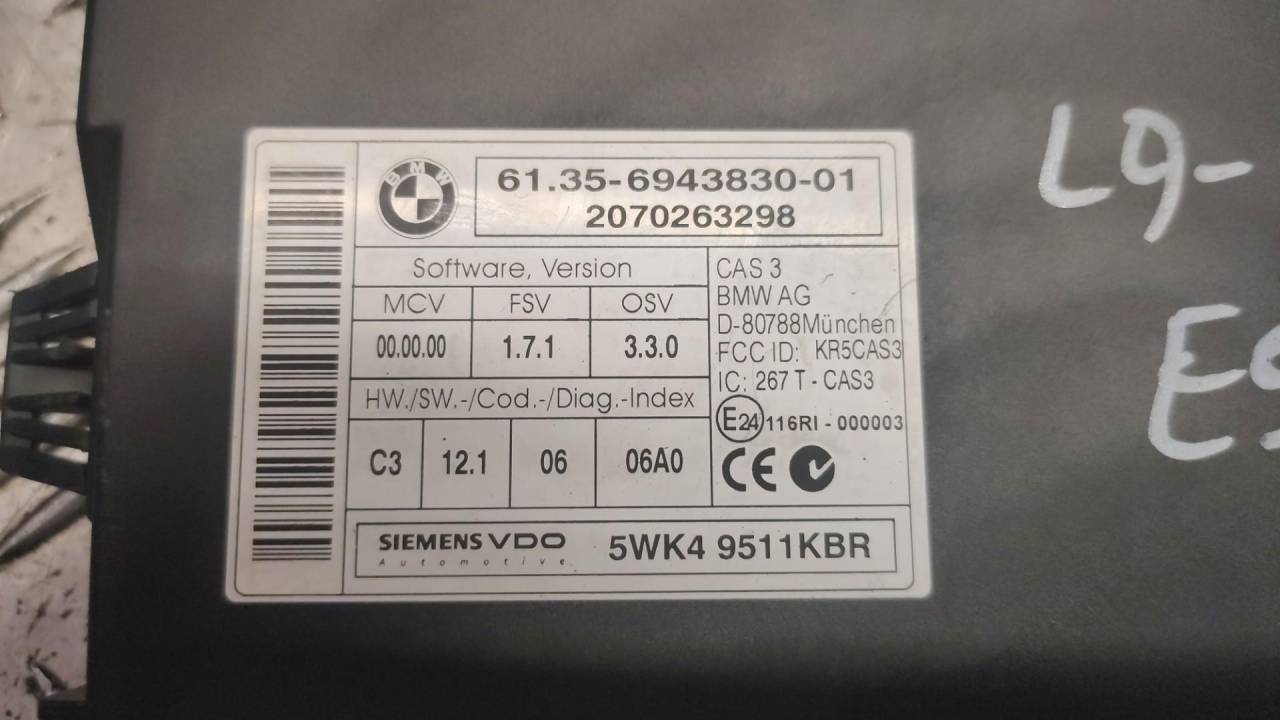 BMW
61.35-6943830-01
2070263298
Software, Version
MCV FSV OSV
00.00.00 1.7.1 3.3.0
HW./SW.-/Cod.-/Diag.-Index
C3 12.1 06 06A0
CAS 3
BMW AG
D-80788München
FCC ID: KR5CAS3
IC: 267 T - CAS3
E24 116RI - 000003
CE
SIEMENS VDO
Automotive
5WK4 9511KBR
L9-